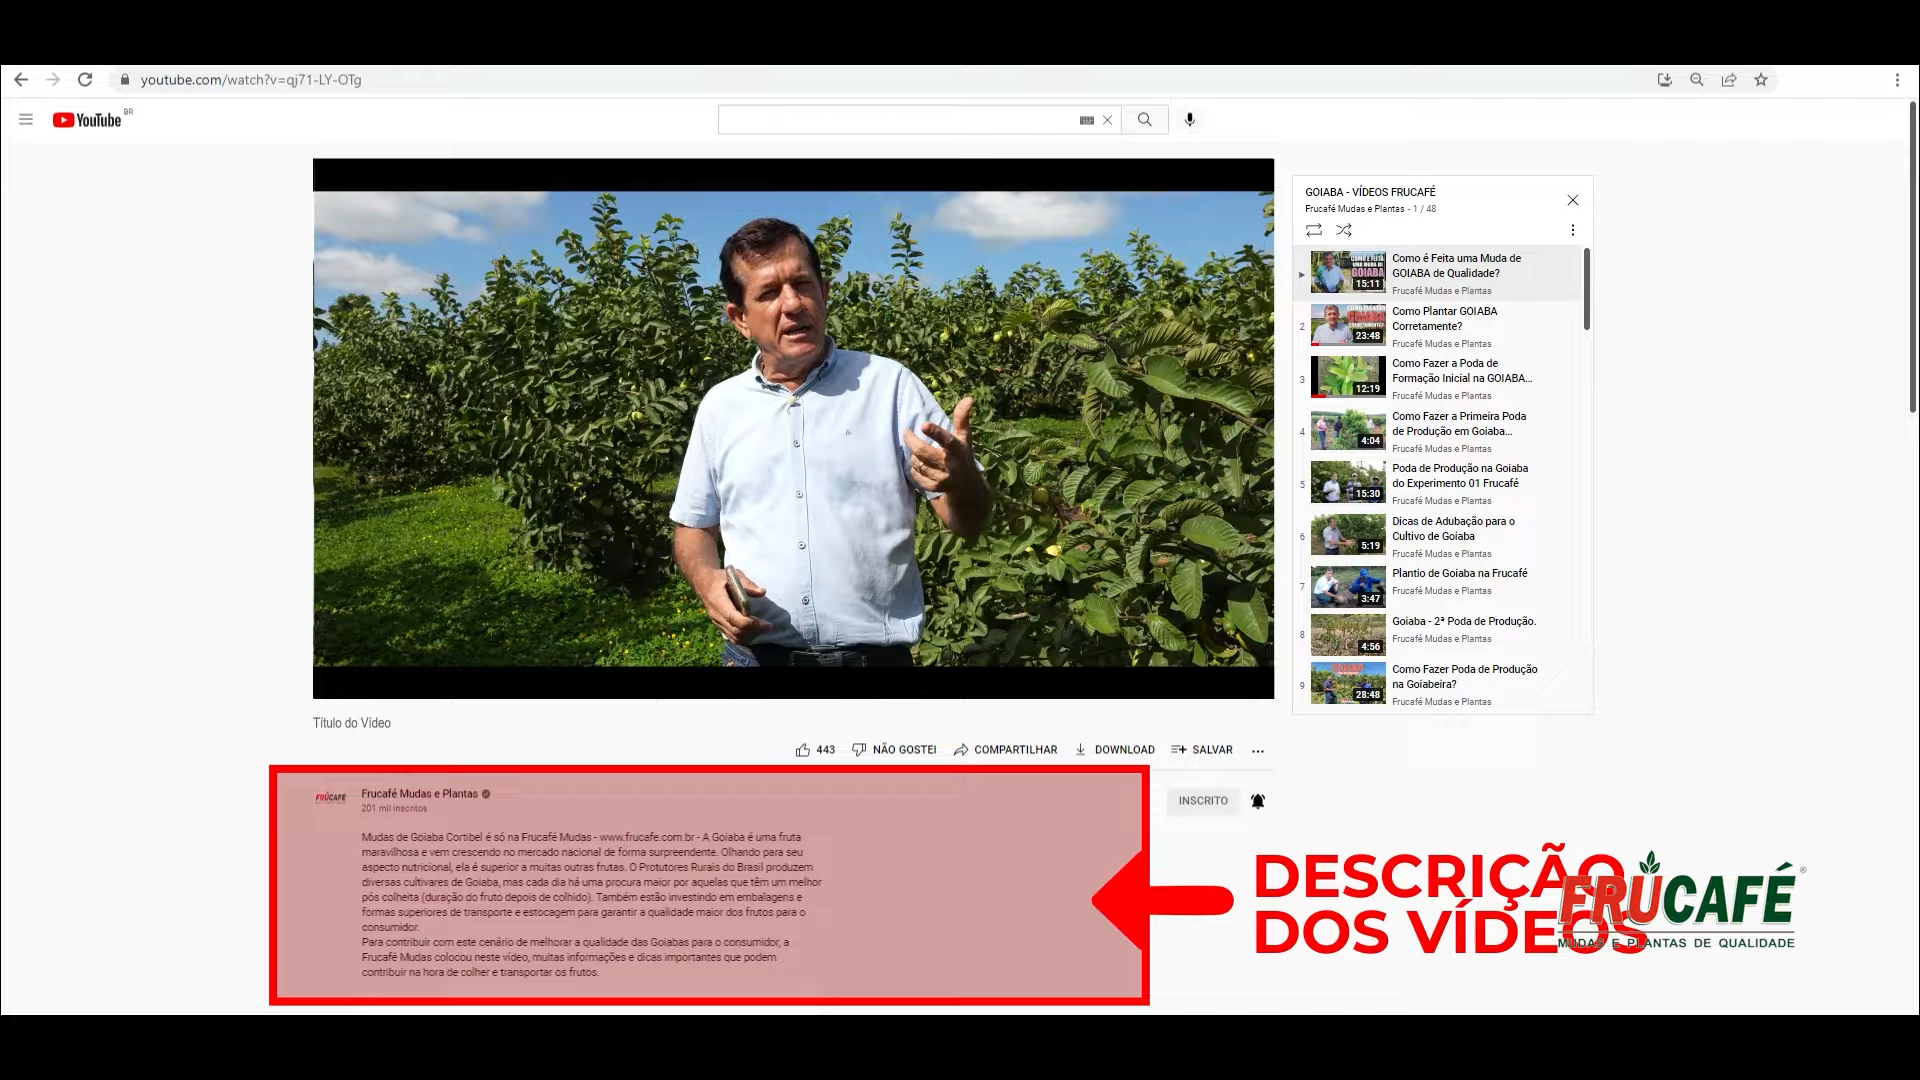 youtube.com/watch?v=qj71-LY-OTg
YouTube BR
GOIABA - VÍDEOS FRUCAFÉ
Frucafé Mudas e Plantas - 1 / 48
Como é Feita uma Muda de
GOIABA de Qualidade?
Frucafé Mudas e Plantas
15:11
2
Como Plantar GOIABA
Corretamente?
Frucafé Mudas e Plantas
23:48
3
Como Fazer a Poda de
Formação Inicial na GOIABA...
Frucafé Mudas e Plantas
12:19
4
Como Fazer a Primeira Poda
de Produção em Goiaba...
Frucafé Mudas e Plantas
4:04
5
Poda de Produção na Goiaba
do Experimento 01 Frucafé
Frucafé Mudas e Plantas
15:30
6
Dicas de Adubação para o
Cultivo de Goiaba
Frucafé Mudas e Plantas
5:19
7
Plantio de Goiaba na Frucafé
Frucafé Mudas e Plantas
3:47
8
Goiaba - 2ª Poda de Produção.
Frucafé Mudas e Plantas
4:56
9
Como Fazer Poda de Produção
na Goiabeira?
Frucafé Mudas e Plantas
28:48
Título do Vídeo
443 NÃO GOSTEI COMPARTILHAR DOWNLOAD SALVAR
FRUCAFÉ
Frucafé Mudas e Plantas
201 mil inscritos
INSCRITO
Mudas de Goiaba Cortibel é só na Frucafé Mudas - www.frucafe.com.br - A Goiaba é uma fruta
maravilhosa e vem crescendo no mercado nacional de forma surpreendente. Olhando para seu
aspecto nutricional, ela é superior a muitas outras frutas. O Protutores Rurais do Brasil produzem
diversas cultivares de Goiaba, mas cada dia há uma procura maior por aquelas que têm um melhor
pós colheita (duração do fruto depois de colhido). Também estão investindo em embalagens e
formas superiores de transporte e estocagem para garantir a qualidade maior dos frutos para o
consumidor.
Para contribuir com este cenário de melhorar a qualidade das Goiabas para o consumidor, a
Frucafé Mudas colocou neste vídeo, muitas informações e dicas importantes que podem
contribuir na hora de colher e transportar os frutos.
DESCRIÇÃO
DOS VÍDEOS
FRUCAFÉ®
MUDAS E PLANTAS DE QUALIDADE